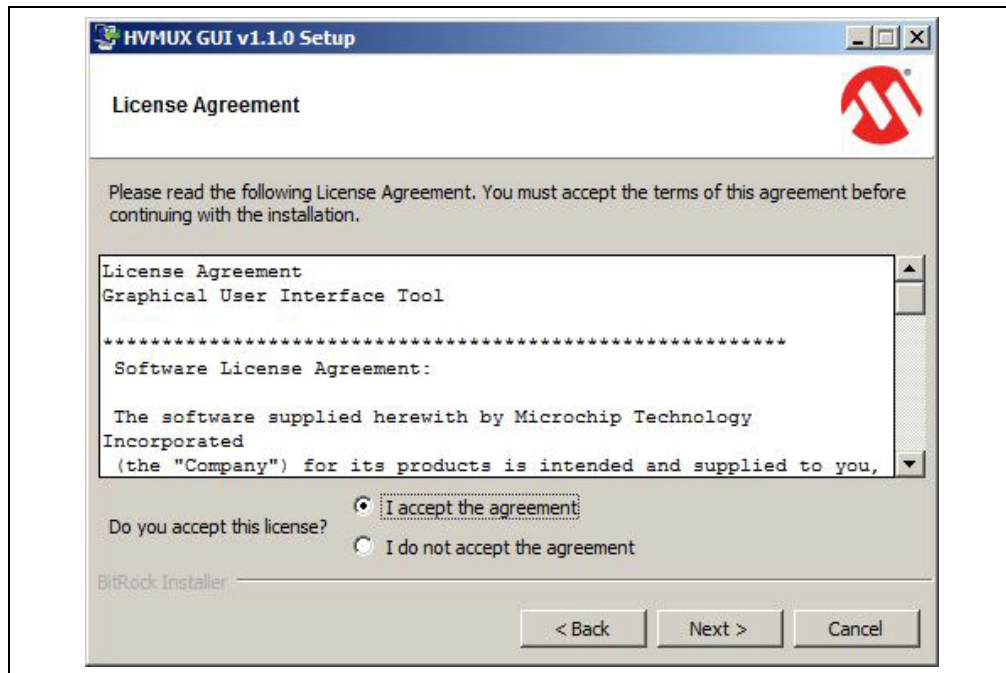 HVMUX GUI v1.1.0 Setup
License Agreement
Please read the following License Agreement. You must accept the terms of this agreement before
continuing with the installation.
License Agreement
Graphical User Interface Tool
**********************************************************
Software License Agreement:
The software supplied herewith by Microchip Technology
Incorporated
(the "Company") for its products is intended and supplied to you,
Do you accept this license?
I accept the agreement
I do not accept the agreement
BitRock Installer
< Back
Next >
Cancel